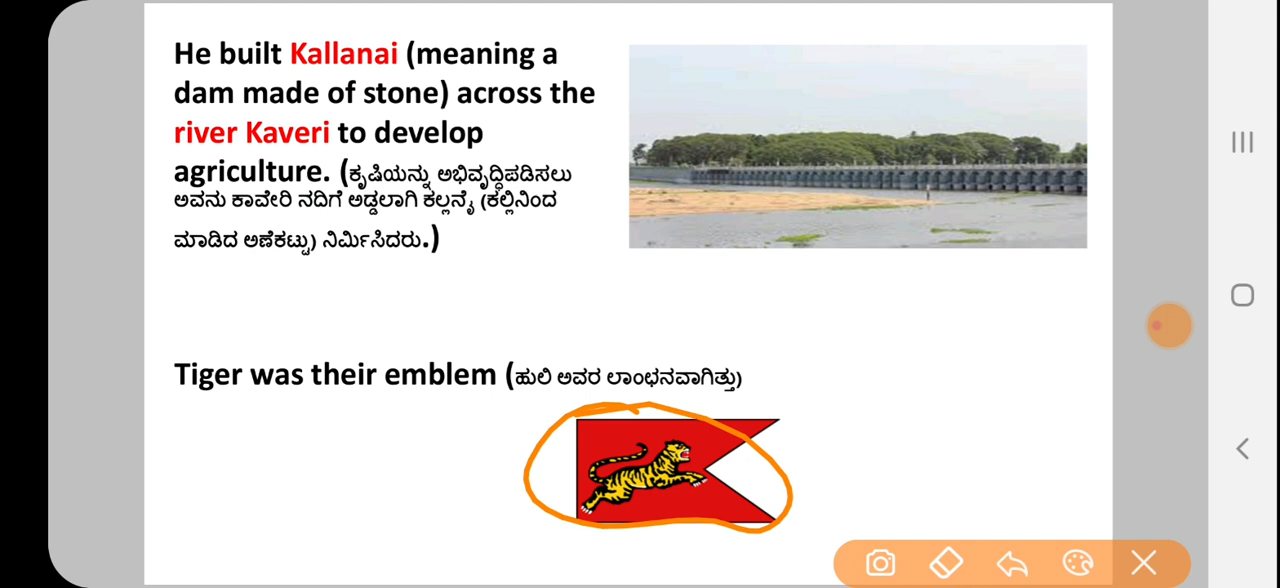 He built Kallanai (meaning a
dam made of stone) across the
river Kaveri to develop
agriculture. (ಕೃಷಿಯನ್ನು ಅಭಿವೃದ್ಧಿಪಡಿಸಲು
ಅವನು ಕಾವೇರಿ ನದಿಗೆ ಅಡ್ಡಲಾಗಿ ಕಲ್ಲನೈ (ಕಲ್ಲಿನಿಂದ
ಮಾಡಿದ ಅಣೆಕಟ್ಟು) ನಿರ್ಮಿಸಿದರು.)
Tiger was their emblem (ಹುಲಿ ಅವರ ಲಾಂಛನವಾಗಿತ್ತು)